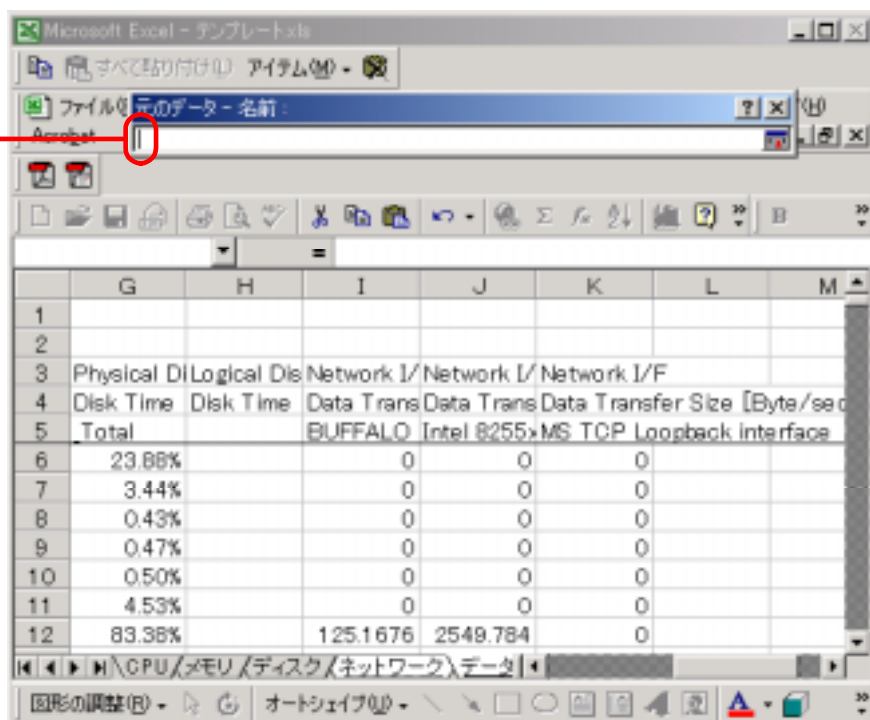 Microsoft Excel - テンプレート.xls
すべて貼り付け(L) アイテム(M)
ファイル
元のデータ - 名前 :
(H)
Acrobat
B
=
G H I J K L M
1
2
3 Physical Di Logical Dis Network I/ Network I/ Network I/F
4 Disk Time Disk Time Data Trans Data Trans Data Transfer Size [Byte/sec
5 _Total BUFFALO Intel 8255x MS TCP Loopback interface
6 23.88% 0 0 0
7 3.44% 0 0 0
8 0.43% 0 0 0
9 0.47% 0 0 0
10 0.50% 0 0 0
11 4.53% 0 0 0
12 83.38% 125.1676 2549.784 0
CPU メモリ ディスク ネットワーク データ
図形の調整(R) オートシェイプ(U) A